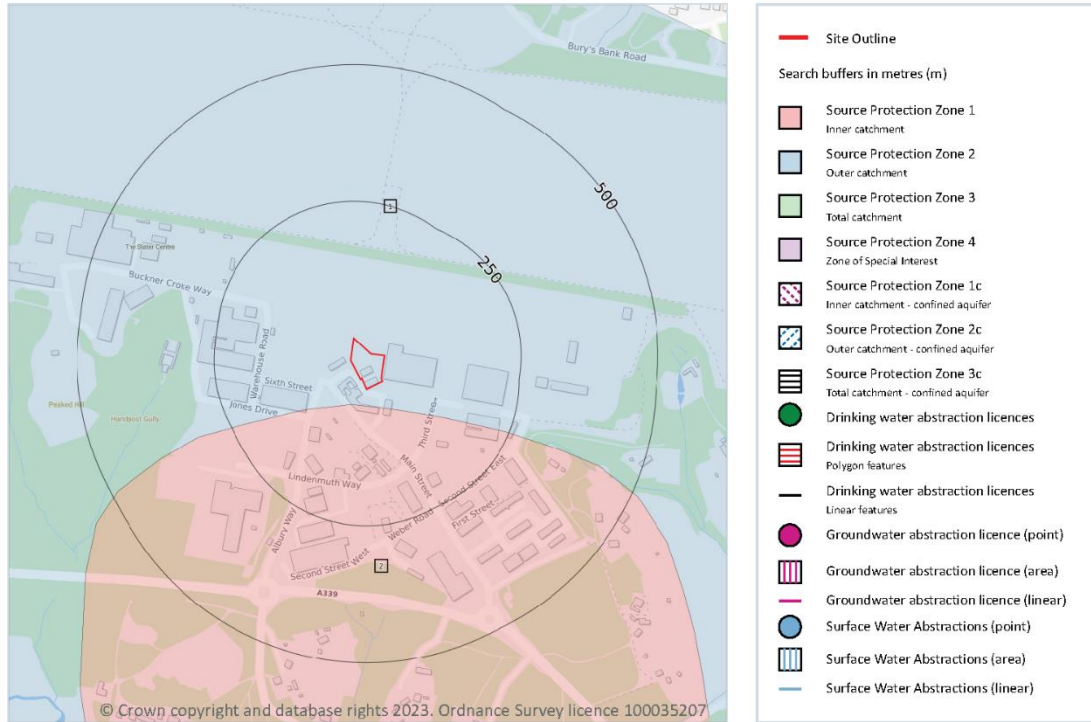 Bury's Bank Road
500
1
250
The Slater Centre
Buckner Croke Way
Warehouse Road
Sixth Street
Jones Drive
Peaked Hill
Handpost Gully
Third Street
Main Street
Lindenmuth Way
Second Street East
First Street
Weber Road
Albury Way
Second Street West
2
A339
© Crown copyright and database rights 2023. Ordnance Survey licence 100035207
Site Outline
Search buffers in metres (m)
Source Protection Zone 1
Inner catchment
Source Protection Zone 2
Outer catchment
Source Protection Zone 3
Total catchment
Source Protection Zone 4
Zone of Special Interest
Source Protection Zone 1c
Inner catchment - confined aquifer
Source Protection Zone 2c
Outer catchment - confined aquifer
Source Protection Zone 3c
Total catchment - confined aquifer
Drinking water abstraction licences
Drinking water abstraction licences
Polygon features
Drinking water abstraction licences
Linear features
Groundwater abstraction licence (point)
Groundwater abstraction licence (area)
Groundwater abstraction licence (linear)
Surface Water Abstractions (point)
Surface Water Abstractions (area)
Surface Water Abstractions (linear)